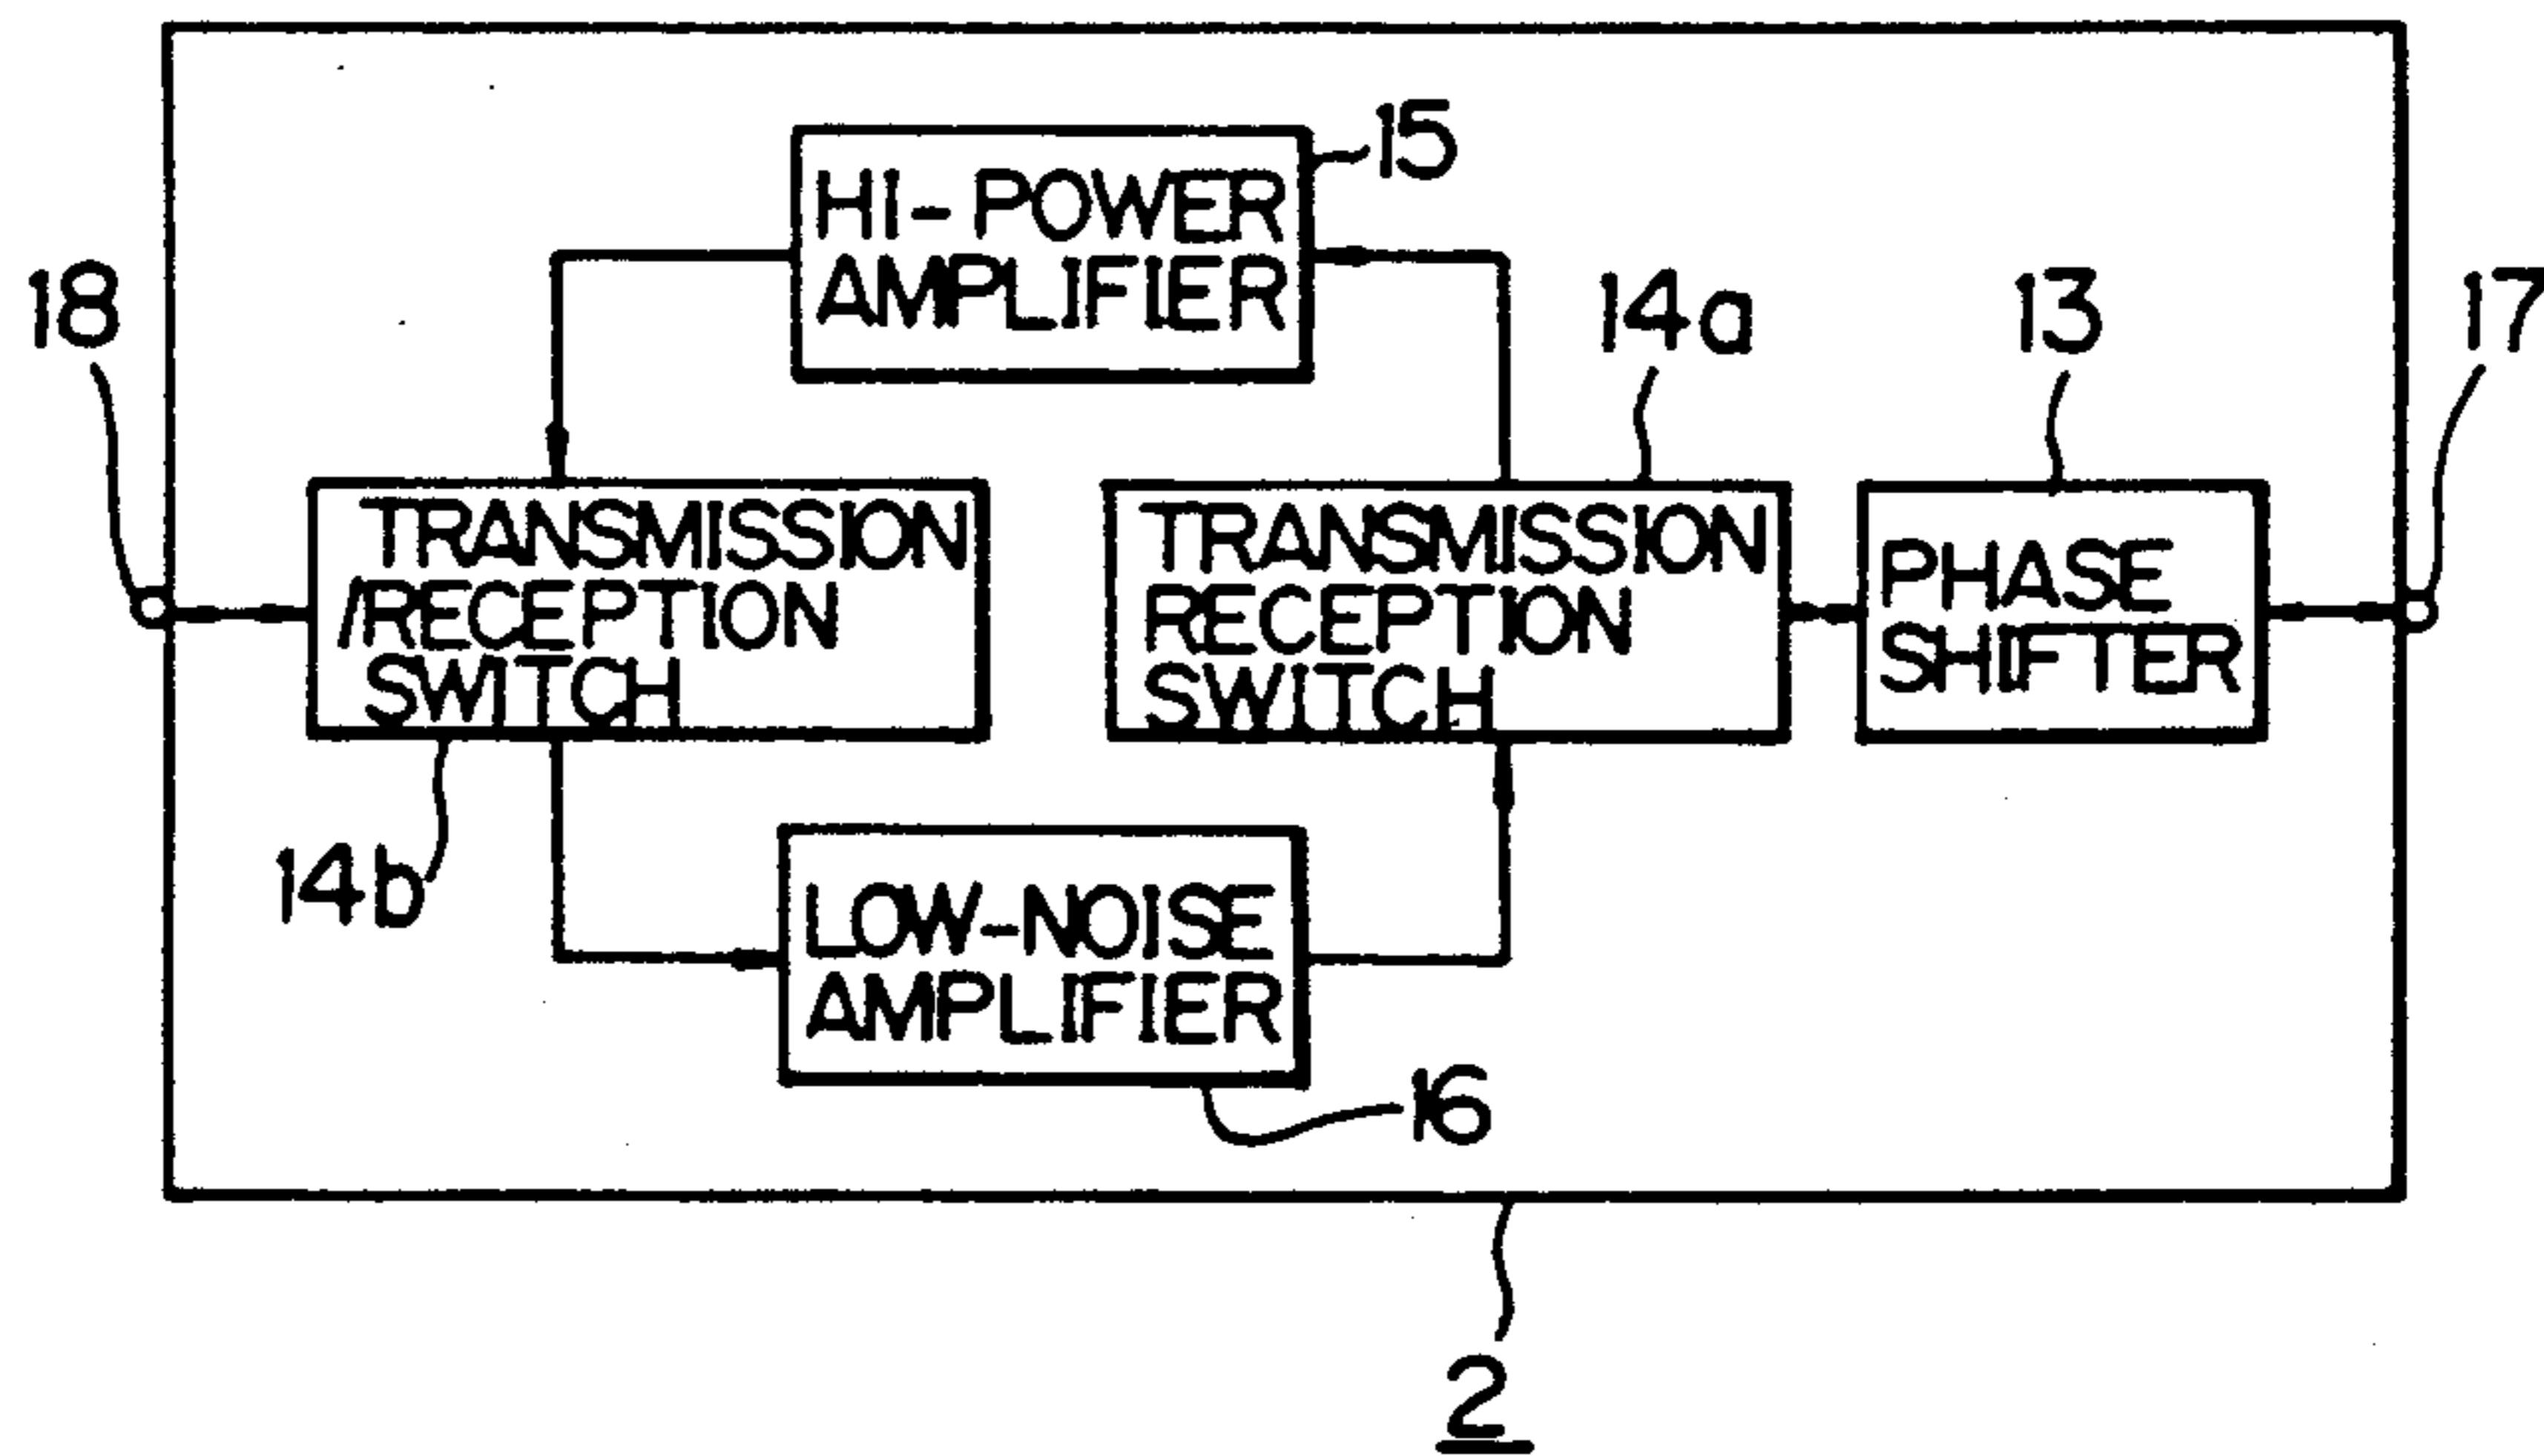 15
HI-POWER
AMPLIFIER
18
14a
13
17
TRANSMISSION
/RECEPTION
SWITCH
TRANSMISSION
RECEPTION
SWITCH
PHASE
SHIFTER
14b
LOW-NOISE
AMPLIFIER
16
2